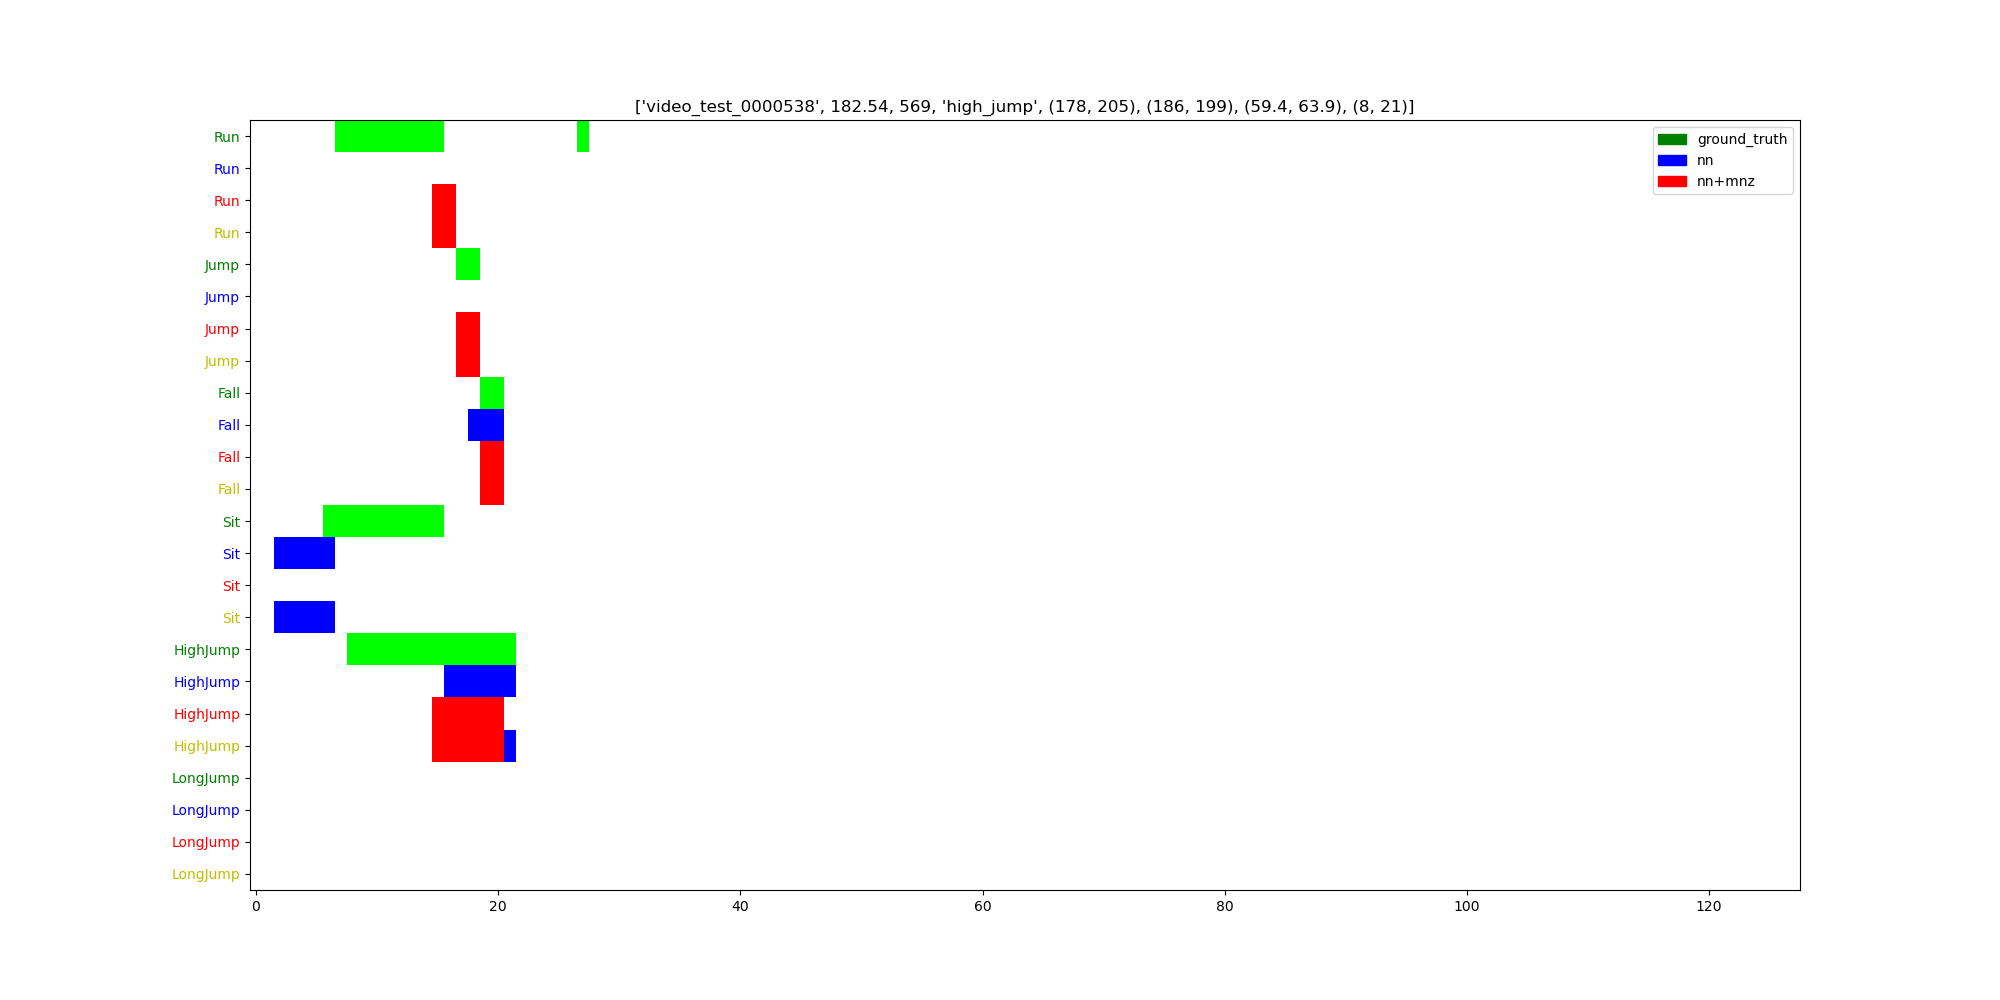 ['video_test_0000538', 182.54, 569, 'high_jump', (178, 205), (186, 199), (59.4, 63.9), (8, 21)]
Run
Run
Run
Run
Jump
Jump
Jump
Jump
Fall
Fall
Fall
Fall
Sit
Sit
Sit
Sit
HighJump
HighJump
HighJump
HighJump
LongJump
LongJump
LongJump
LongJump
ground_truth
nn
nn+mnz
0 20 40 60 80 100 120